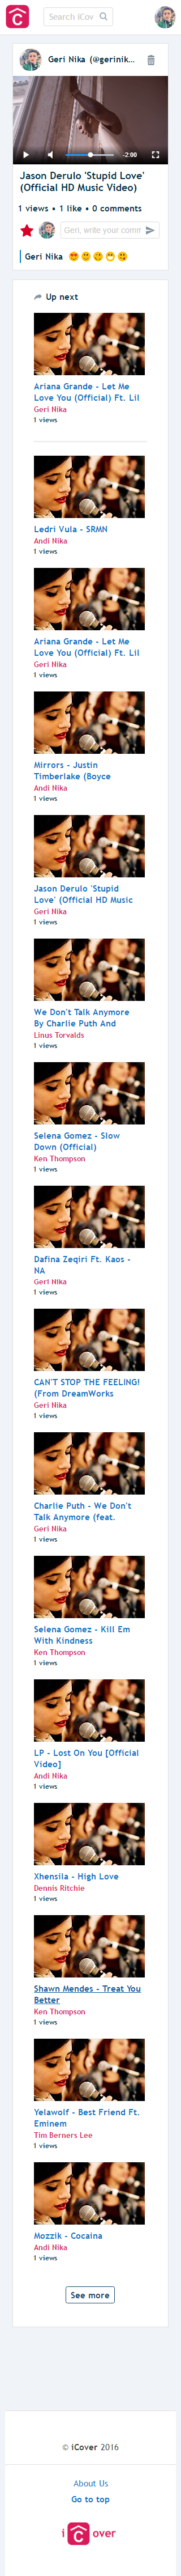 Search iCov
Geri Nika (@gerinik...
-2:00
Jason Derulo 'Stupid Love'
(Official HD Music Video)
1 views • 1 like • 0 comments
Geri, write your comm
Geri Nika
Up next
Ariana Grande - Let Me
Love You (Official) Ft. Lil
Geri Nika
1 views
Ledri Vula - SRMN
Andi Nika
1 views
Ariana Grande - Let Me
Love You (Official) Ft. Lil
Geri Nika
1 views
Mirrors - Justin
Timberlake (Boyce
Andi Nika
1 views
Jason Derulo 'Stupid
Love' (Official HD Music
Geri Nika
1 views
We Don't Talk Anymore
By Charlie Puth And
Linus Torvalds
1 views
Selena Gomez - Slow
Down (Official)
Ken Thompson
1 views
Dafina Zeqiri Ft. Kaos -
NA
Geri Nika
1 views
CAN'T STOP THE FEELING!
(From DreamWorks
Geri Nika
1 views
Charlie Puth - We Don't
Talk Anymore (feat.
Geri Nika
1 views
Selena Gomez - Kill Em
With Kindness
Ken Thompson
1 views
LP - Lost On You [Official
Video]
Andi Nika
1 views
Xhensila - High Love
Dennis Ritchie
1 views
Shawn Mendes - Treat You
Better
Ken Thompson
1 views
Yelawolf - Best Friend Ft.
Eminem
Tim Berners Lee
1 views
Mozzik - Cocaina
Andi Nika
1 views
See more
© iCover 2016
About Us
Go to top
i C over